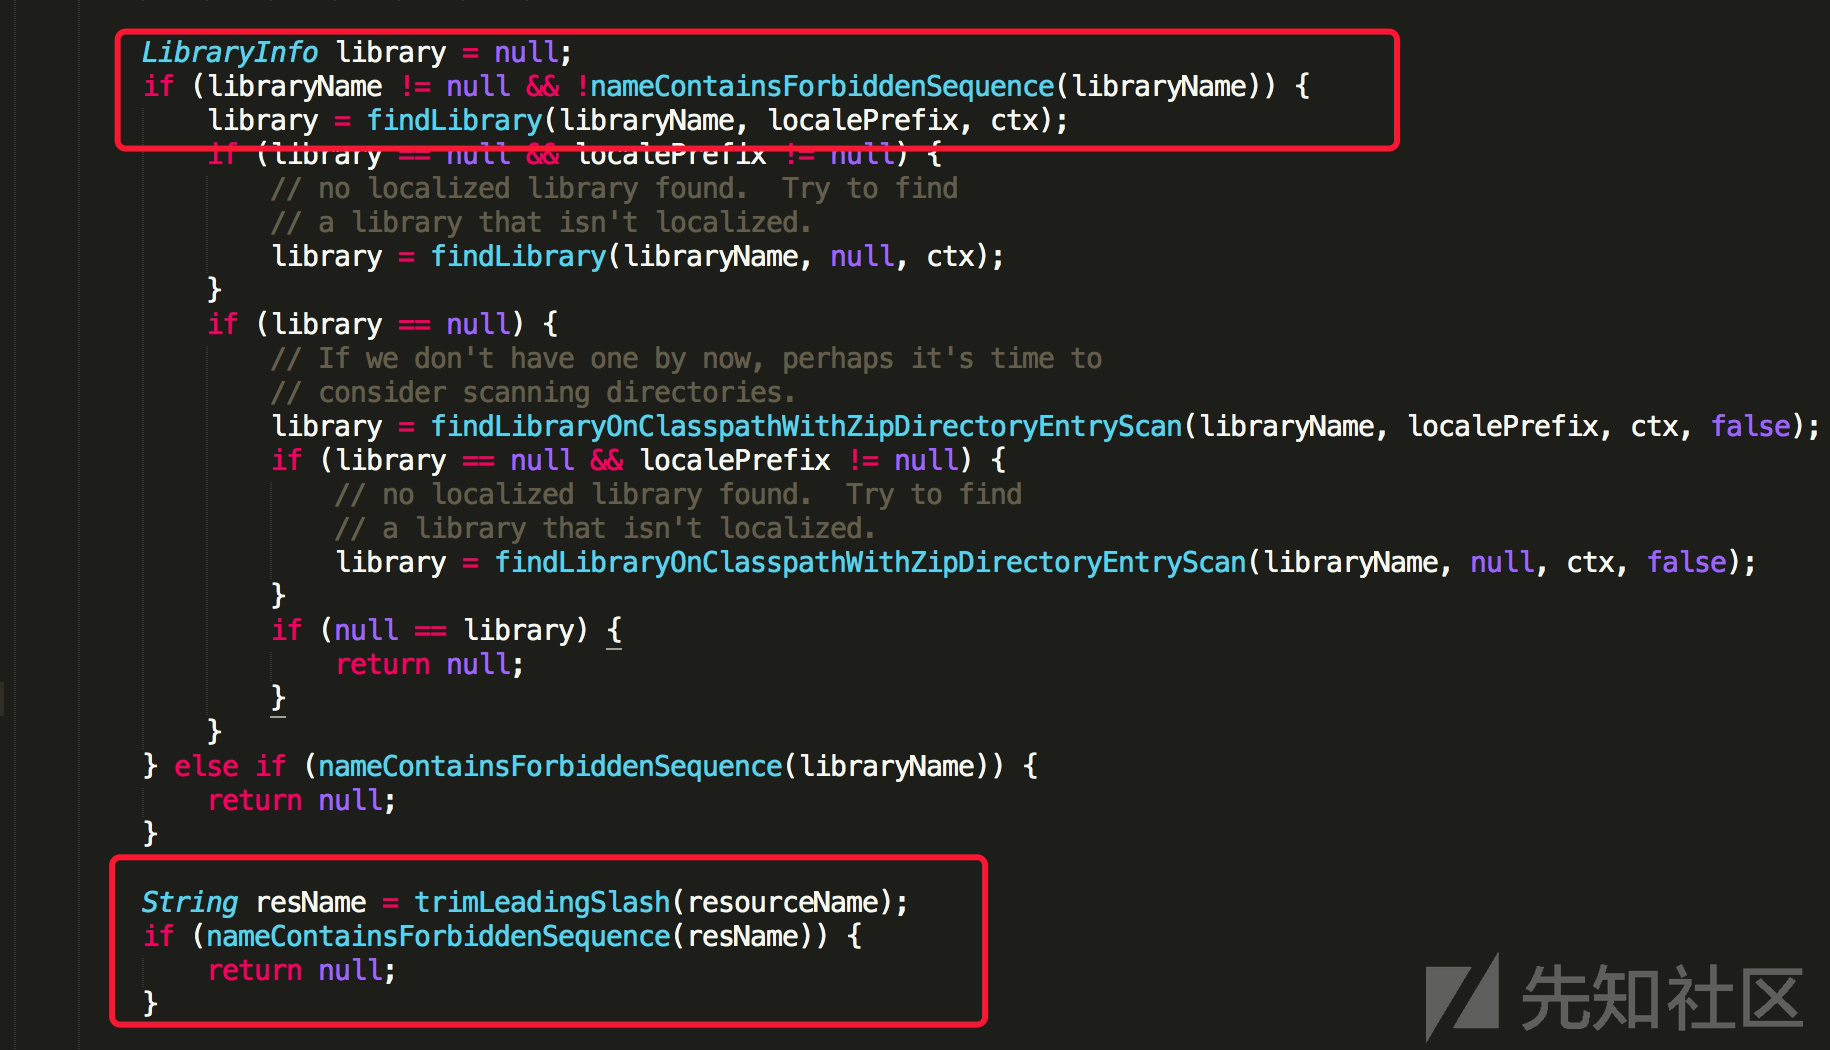 LibraryInfo library = null;
if (libraryName != null && !nameContainsForbiddenSequence(libraryName)) {
    library = findLibrary(libraryName, localePrefix, ctx);
    if (library == null && localePrefix != null) {
        // no localized library found.  Try to find
        // a library that isn't localized.
        library = findLibrary(libraryName, null, ctx);
    }
    if (library == null) {
        // If we don't have one by now, perhaps it's time to
        // consider scanning directories.
        library = findLibraryOnClasspathWithZipDirectoryEntryScan(libraryName, localePrefix, ctx, false);
        if (library == null && localePrefix != null) {
            // no localized library found.  Try to find
            // a library that isn't localized.
            library = findLibraryOnClasspathWithZipDirectoryEntryScan(libraryName, null, ctx, false);
        }
        if (null == library) {
            return null;
        }
    }
} else if (nameContainsForbiddenSequence(libraryName)) {
    return null;
}
String resName = trimLeadingSlash(resourceName);
if (nameContainsForbiddenSequence(resName)) {
    return null;
}
先知社区